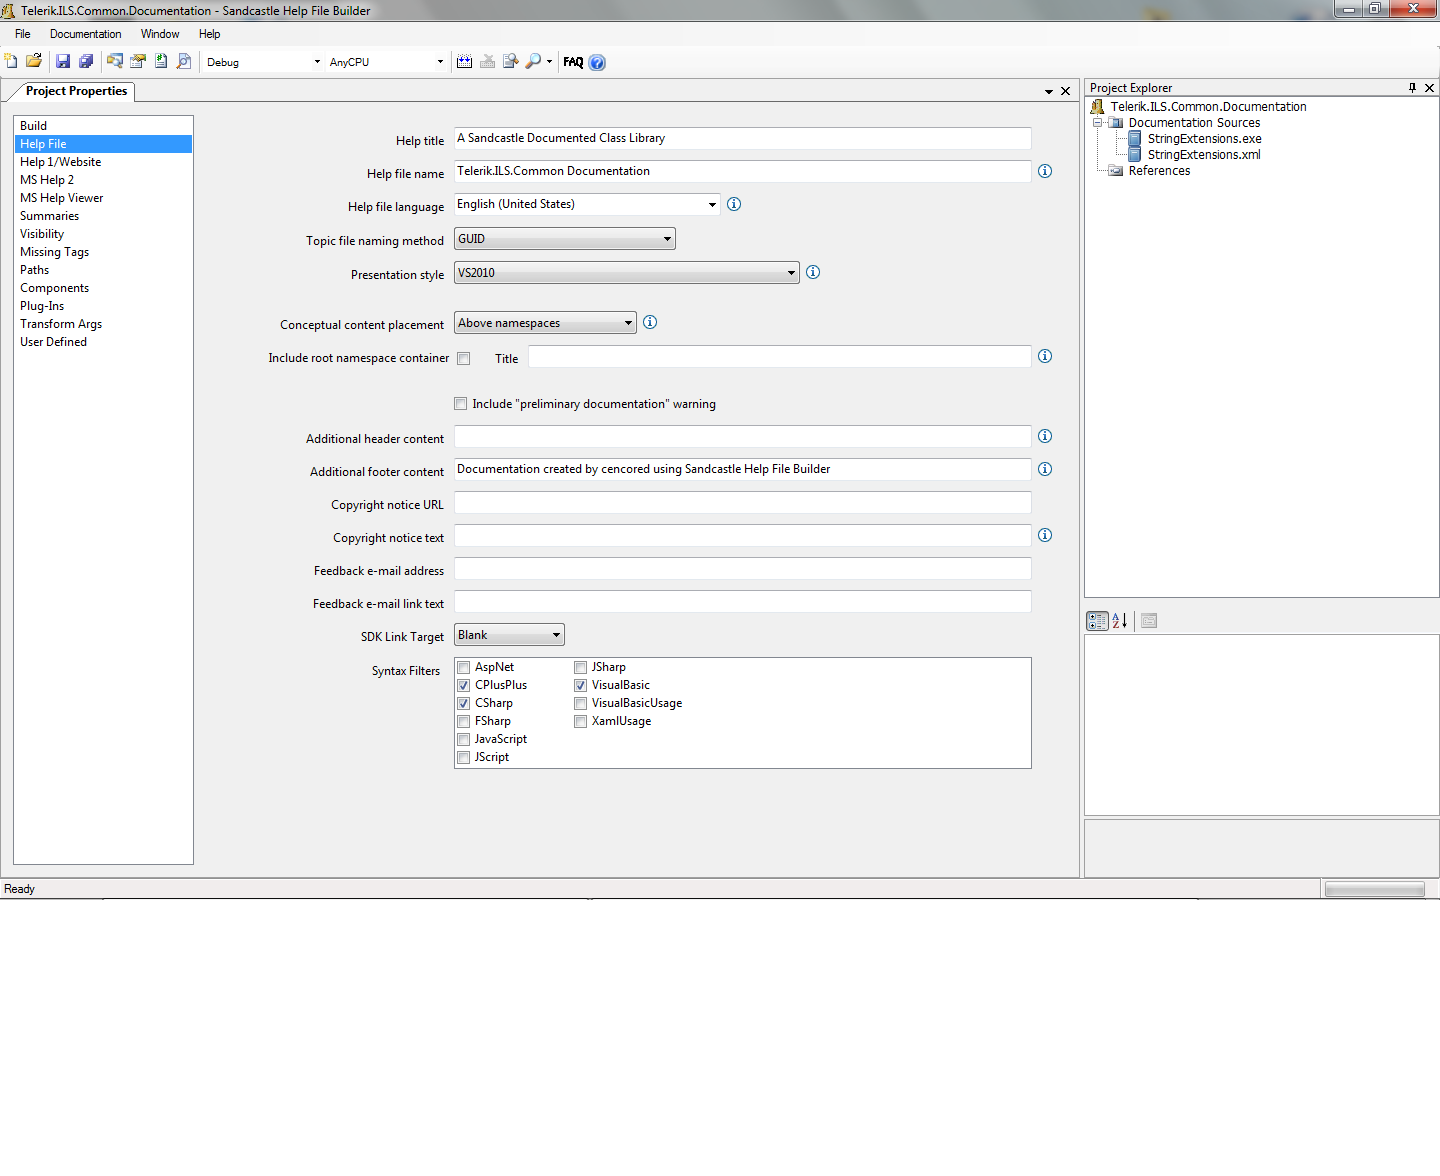 Telerik.ILS.Common.Documentation - Sandcastle Help File Builder
File Documentation Window Help
Debug AnyCPU FAQ
Project Properties
Build
Help File
Help 1/Website
MS Help 2
MS Help Viewer
Summaries
Visibility
Missing Tags
Paths
Components
Plug-Ins
Transform Args
User Defined
Help title A Sandcastle Documented Class Library
Help file name Telerik.ILS.Common Documentation
Help file language English (United States)
Topic file naming method GUID
Presentation style VS2010
Conceptual content placement Above namespaces
Include root namespace container Title
Include "preliminary documentation" warning
Additional header content
Additional footer content Documentation created by cencored using Sandcastle Help File Builder
Copyright notice URL
Copyright notice text
Feedback e-mail address
Feedback e-mail link text
SDK Link Target Blank
Syntax Filters
AspNet JSharp
CPlusPlus VisualBasic
CSharp VisualBasicUsage
FSharp XamlUsage
JavaScript
JScript
Project Explorer
Telerik.ILS.Common.Documentation
Documentation Sources
StringExtensions.exe
StringExtensions.xml
References
Ready